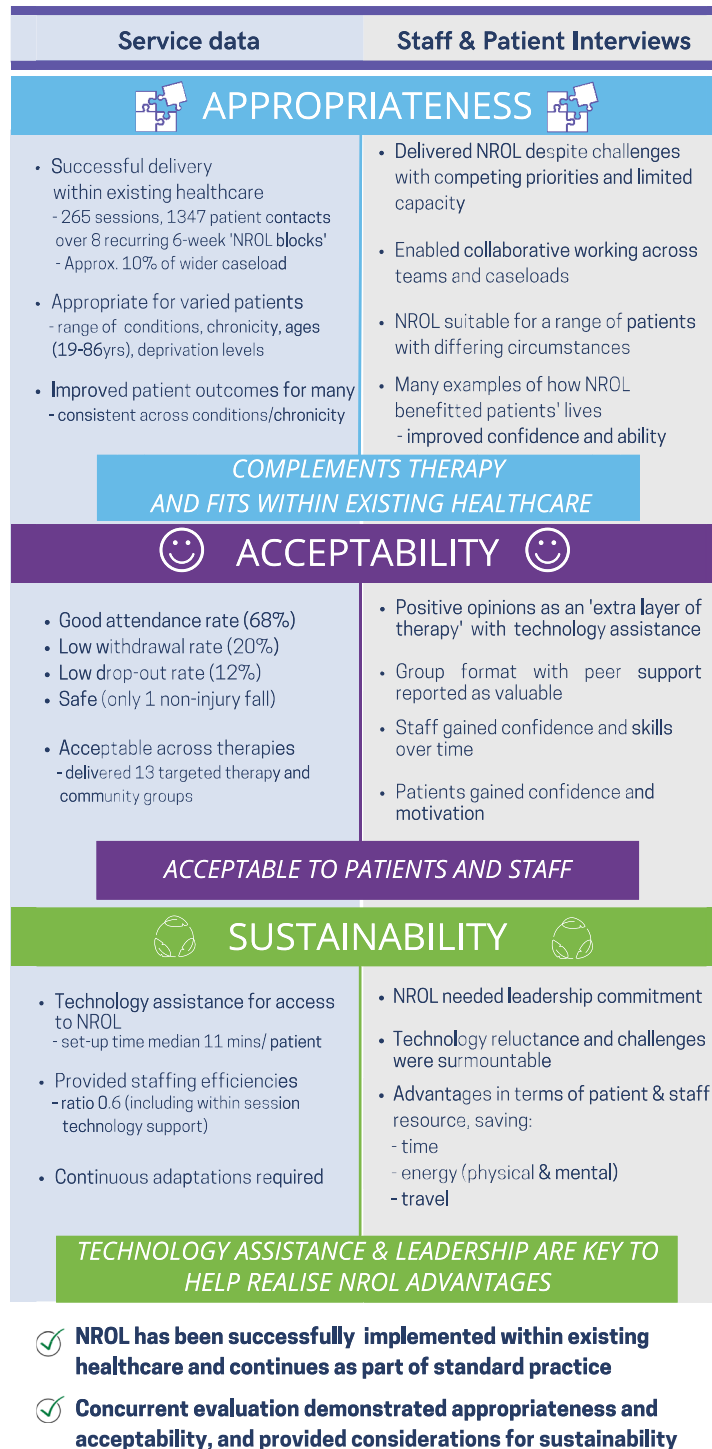 Service data
Staff & Patient Interviews
APPROPRIATENESS
• Successful delivery
within existing healthcare
- 265 sessions, 1347 patient contacts
over 8 recurring 6-week 'NROL blocks'
- Approx. 10% of wider caseload
• Appropriate for varied patients
- range of conditions, chronicity, ages
(19-86yrs), deprivation levels
• Improved patient outcomes for many
- consistent across conditions/chronicity
• Delivered NROL despite challenges
with competing priorities and limited
capacity
• Enabled collaborative working across
teams and caseloads
• NROL suitable for a range of patients
with differing circumstances
• Many examples of how NROL
benefitted patients' lives
- improved confidence and ability
COMPLEMENTS THERAPY
AND FITS WITHIN EXISTING HEALTHCARE
ACCEPTABILITY
• Good attendance rate (68%)
• Low withdrawal rate (20%)
• Low drop-out rate (12%)
• Safe (only 1 non-injury fall)
• Acceptable across therapies
- delivered 13 targeted therapy and
community groups
• Positive opinions as an 'extra layer of
therapy' with technology assistance
• Group format with peer support
reported as valuable
• Staff gained confidence and skills
over time
• Patients gained confidence and
motivation
ACCEPTABLE TO PATIENTS AND STAFF
SUSTAINABILITY
• Technology assistance for access
to NROL
- set-up time median 11 mins/ patient
• Provided staffing efficiencies
- ratio 0.6 (including within session
technology support)
• Continuous adaptations required
• NROL needed leadership commitment
• Technology reluctance and challenges
were surmountable
• Advantages in terms of patient & staff
resource, saving:
- time
- energy (physical & mental)
- travel
TECHNOLOGY ASSISTANCE & LEADERSHIP ARE KEY TO
HELP REALISE NROL ADVANTAGES
NROL has been successfully implemented within existing
healthcare and continues as part of standard practice
Concurrent evaluation demonstrated appropriateness and
acceptability, and provided considerations for sustainability